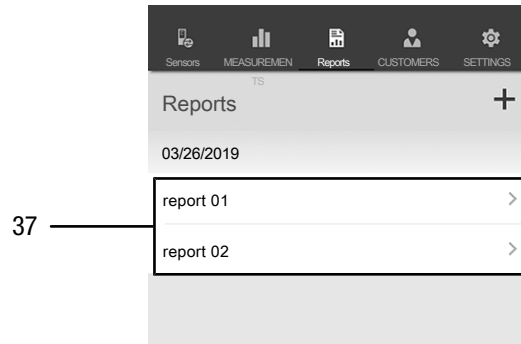 Sensors MEASUREMEN Reports CUSTOMERS SETTINGS
TS
Reports +
03/26/2019
report 01 >
37
report 02 >